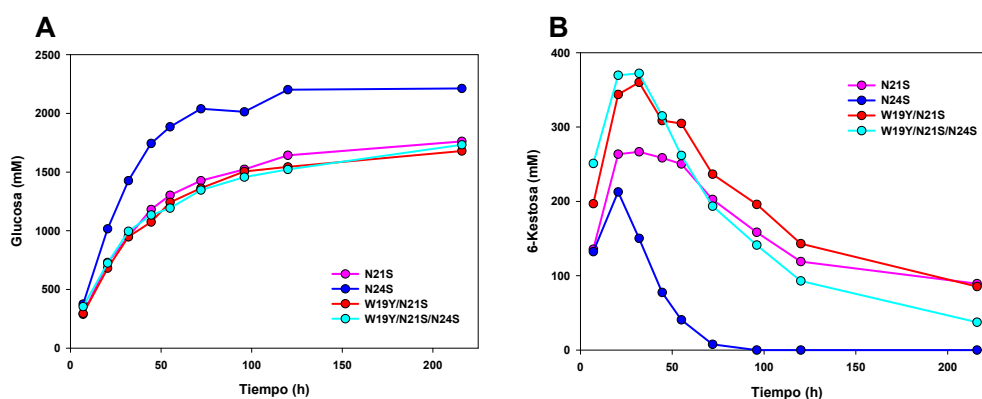 A
2500
2000
1500
1000
500
0
Glucosa (mM)
0 50 100 150 200
Tiempo (h)
N21S
N24S
W19Y/N21S
W19Y/N21S/N24S
B
400
300
200
100
0
6-Kestosa (mM)
0 50 100 150 200
Tiempo (h)
N21S
N24S
W19Y/N21S
W19Y/N21S/N24S